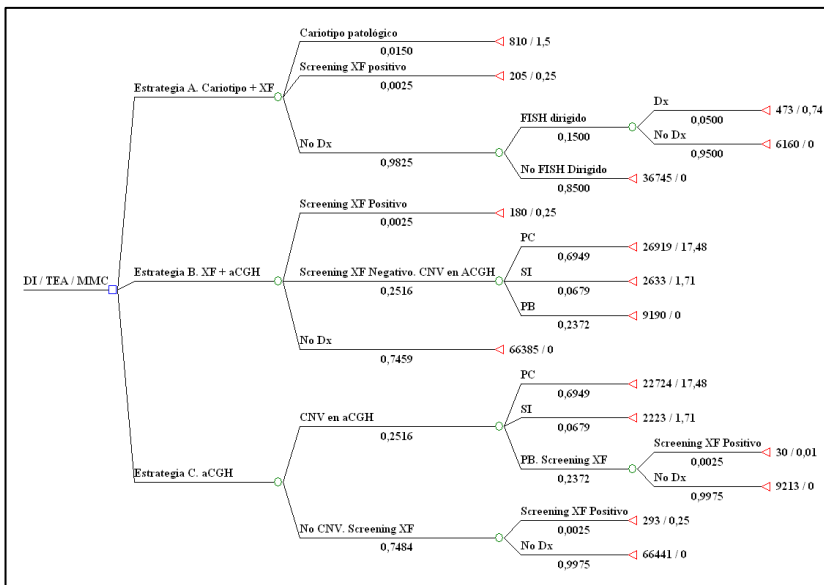 Cariotipo patológico
0,0150
810 / 1,5
Screening XF positivo
0,0025
205 / 0,25
Estrategia A. Cariotipo + XF
No Dx
0,9825
FISH dirigido
0,1500
Dx
0,0500
473 / 0,74
No Dx
0,9500
6160 / 0
No FISH Dirigido
0,8500
36745 / 0
DI / TEA / MMC
Screening XF Positivo
0,0025
180 / 0,25
Estrategia B. XF + aCGH
Screening XF Negativo. CNV en ACGH
0,2516
PC
0,6949
26919 / 17,48
SI
0,0679
2633 / 1,71
PB
0,2372
9190 / 0
No Dx
0,7459
66385 / 0
Estrategia C. aCGH
CNV en aCGH
0,2516
PC
0,6949
22724 / 17,48
SI
0,0679
2223 / 1,71
PB. Screening XF
0,2372
Screening XF Positivo
0,0025
30 / 0,01
No Dx
0,9975
9213 / 0
No CNV. Screening XF
0,7484
Screening XF Positivo
0,0025
293 / 0,25
No Dx
0,9975
66441 / 0